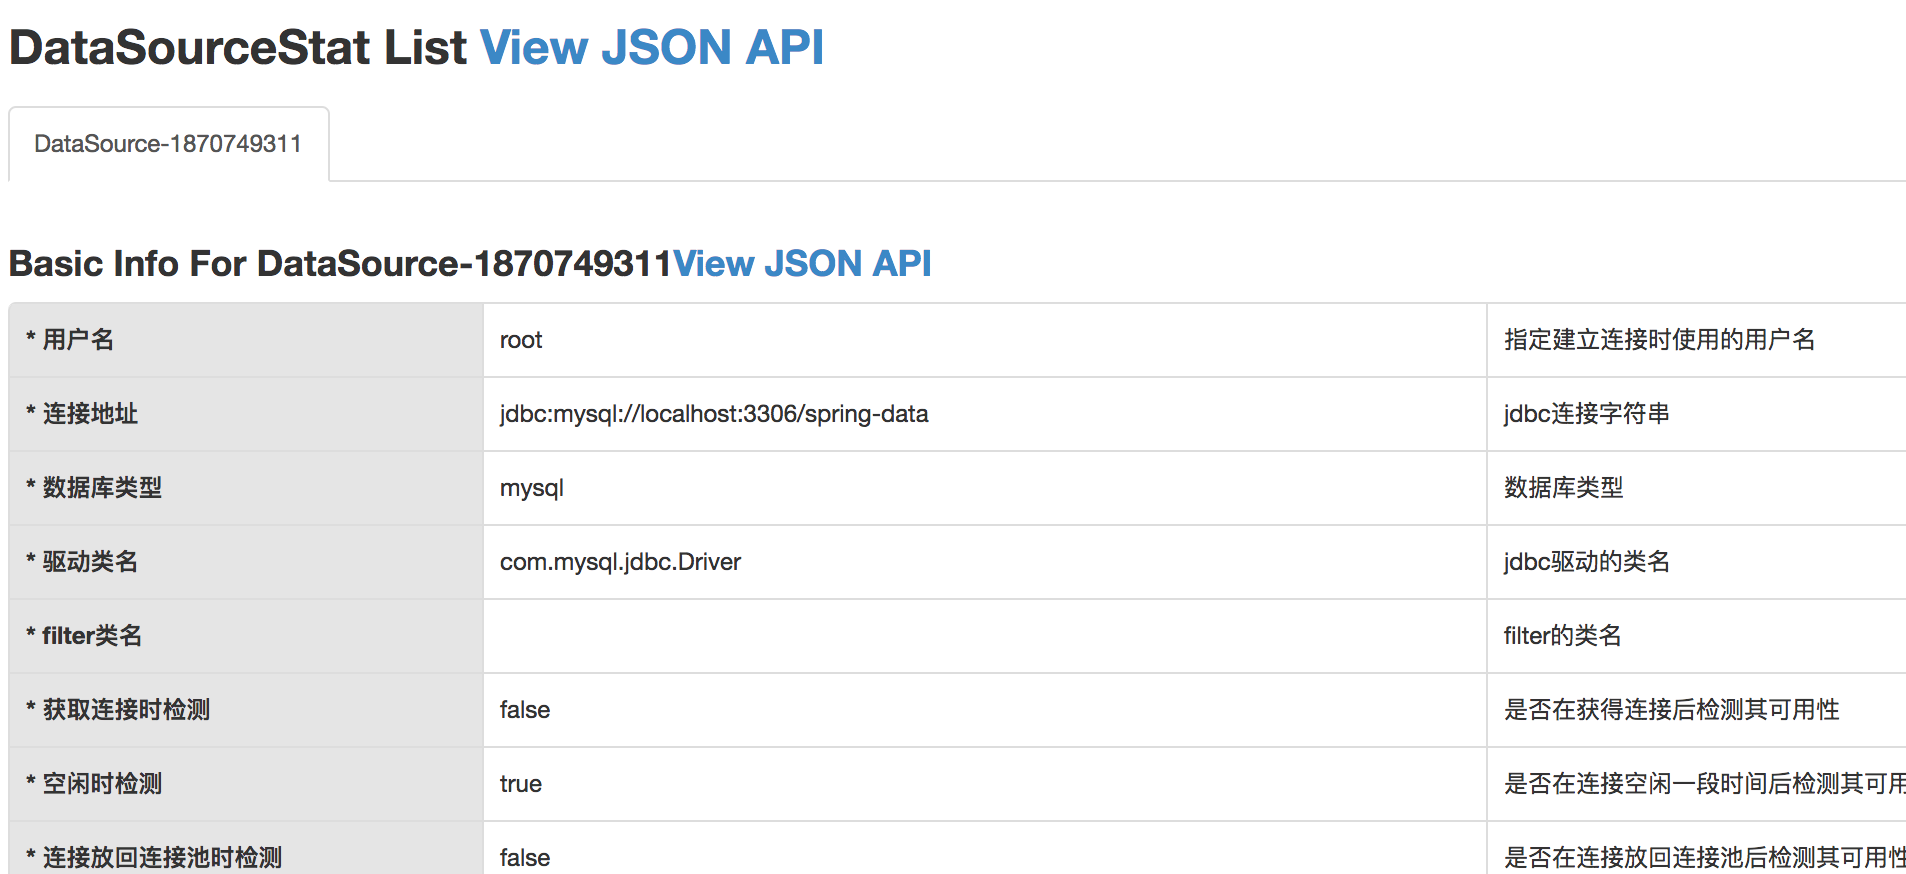 DataSourceStat List View JSON API
DataSource-1870749311
Basic Info For DataSource-1870749311View JSON API
* 用户名 root 指定建立连接时使用的用户名
* 连接地址 jdbc:mysql://localhost:3306/spring-data jdbc连接字符串
* 数据库类型 mysql 数据库类型
* 驱动类名 com.mysql.jdbc.Driver jdbc驱动的类名
* filter类名 filter的类名
* 获取连接时检测 false 是否在获得连接后检测其可用性
* 空闲时检测 true 是否在连接空闲一段时间后检测其可用
* 连接放回连接池时检测 false 是否在连接放回连接池后检测其可用性